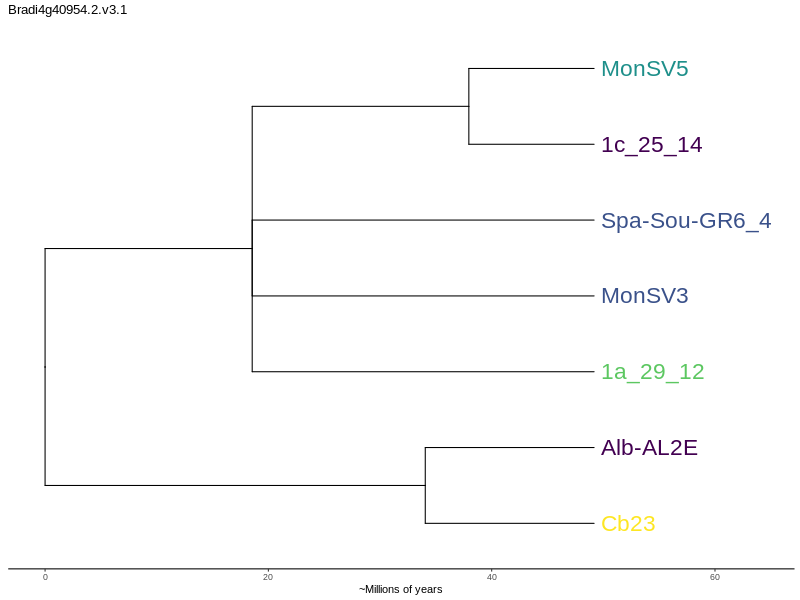 Bradi4g40954.2.v3.1
MonSV5
1c_25_14
Spa-Sou-GR6_4
MonSV3
1a_29_12
Alb-AL2E
Cb23
0 20 40 60
~Millions of years